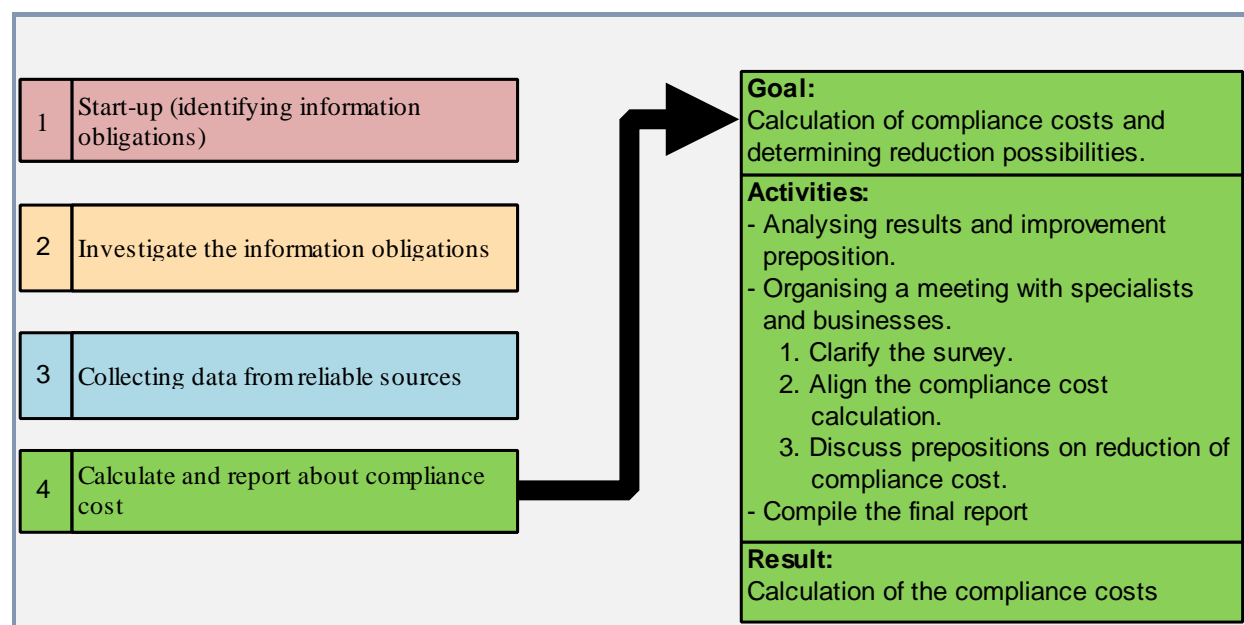 1 Start-up (identifying information
obligations)
2 Investigate the information obligations
3 Collecting data from reliable sources
4 Calculate and report about compliance
cost
Goal:
Calculation of compliance costs and
determining reduction possibilities.
Activities:
- Analysing results and improvement
preposition.
- Organising a meeting with specialists
and businesses.
1. Clarify the survey.
2. Align the compliance cost
calculation.
3. Discuss prepositions on reduction of
compliance cost.
- Compile the final report
Result:
Calculation of the compliance costs